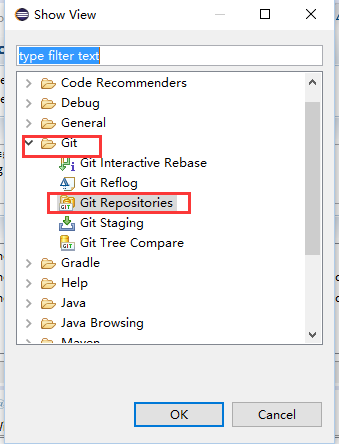 Show View
type filter text
Code Recommenders
Debug
General
Git
Git Interactive Rebase
Git Reflog
Git Repositories
Git Staging
Git Tree Compare
Gradle
Help
Java
Java Browsing
Maven
OK
Cancel